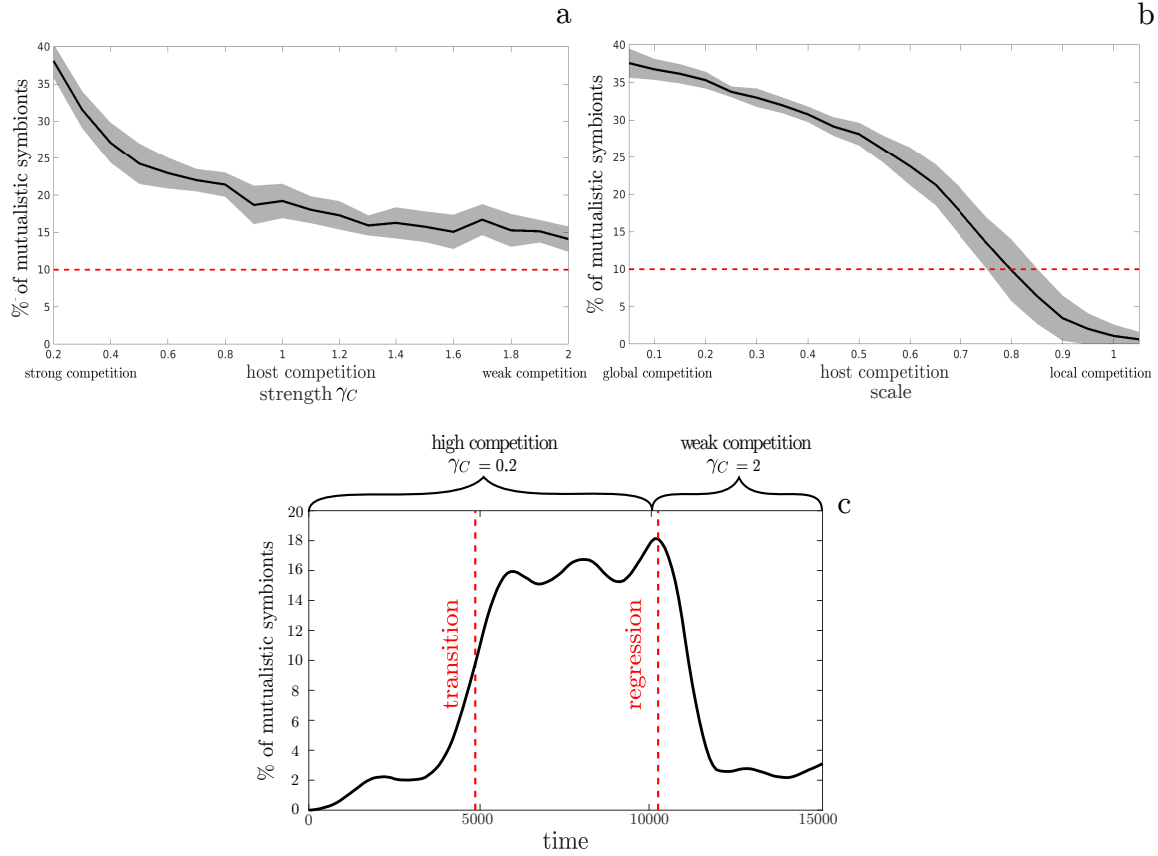 a
% of mutualistic symbionts
40
35
30
25
20
15
10
5
0
0.2 0.4 0.6 0.8 1 1.2 1.4 1.6 1.8 2
strong competition host competition weak competition
strength γC
b
% of mutualistic symbionts
40
35
30
25
20
15
10
5
0
0.1 0.2 0.3 0.4 0.5 0.6 0.7 0.8 0.9 1
global competition host competition local competition
scale
high competition
γC = 0.2
weak competition
γC = 2
c
% of mutualistic symbionts
20
18
16
14
12
10
8
6
4
2
0
transition
regression
0 5000 10000 15000
time